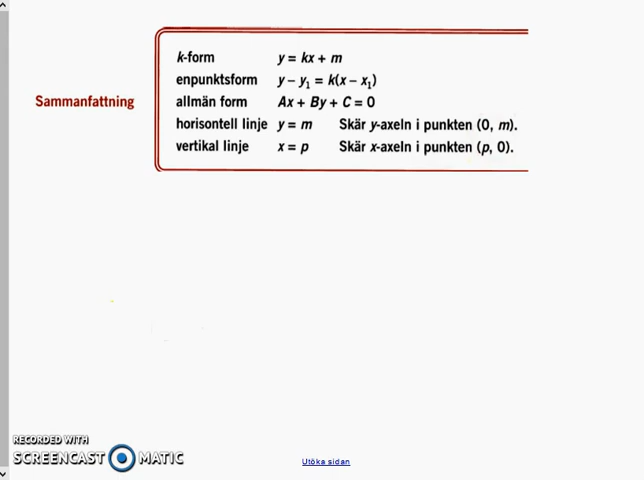 Sammanfattning
k-form y = kx + m
enpunktsform y – y₁ = k(x – x₁)
allmän form Ax + By + C = 0
horisontell linje y = m Skär y-axeln i punkten (0, m).
vertikal linje x = p Skär x-axeln i punkten (p, 0).
RECORDED WITH
SCREENCAST MATIC
Utöka sidan